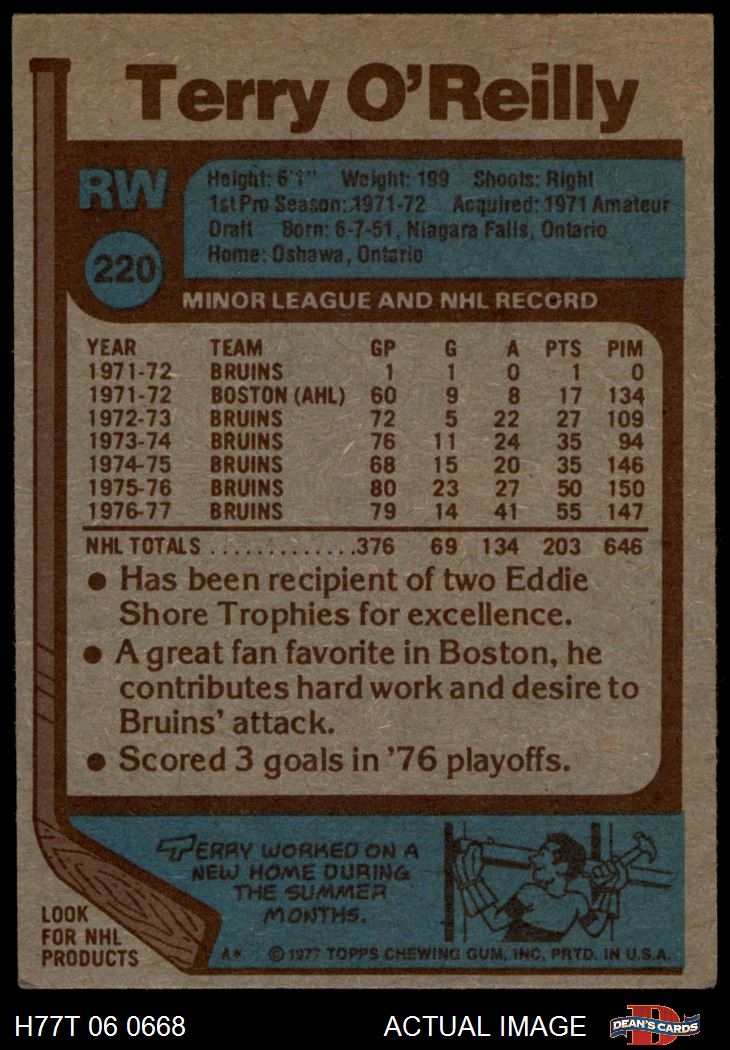 Terry O'Reilly
RW
220
Height: 6'1" Weight: 199 Shoots: Right
1st Pro Season: 1971-72 Acquired: 1971 Amateur
Draft Born: 6-7-51, Niagara Falls, Ontario
Home: Oshawa, Ontario
MINOR LEAGUE AND NHL RECORD
YEAR TEAM GP G A PTS PIM
1971-72 BRUINS 1 1 0 1 0
1971-72 BOSTON (AHL) 60 9 8 17 134
1972-73 BRUINS 72 5 22 27 109
1973-74 BRUINS 76 11 24 35 94
1974-75 BRUINS 68 15 20 35 146
1975-76 BRUINS 80 23 27 50 150
1976-77 BRUINS 79 14 41 55 147
NHL TOTALS .............376 69 134 203 646
● Has been recipient of two Eddie
Shore Trophies for excellence.
● A great fan favorite in Boston, he
contributes hard work and desire to
Bruins' attack.
● Scored 3 goals in '76 playoffs.
TERRY WORKED ON A
NEW HOME DURING
THE SUMMER
MONTHS.
LOOK
FOR NHL
PRODUCTS
A* © 1977 TOPPS CHEWING GUM, INC. PRTD. IN U.S.A.
H77T 06 0668 ACTUAL IMAGE D DEAN'S CARDS